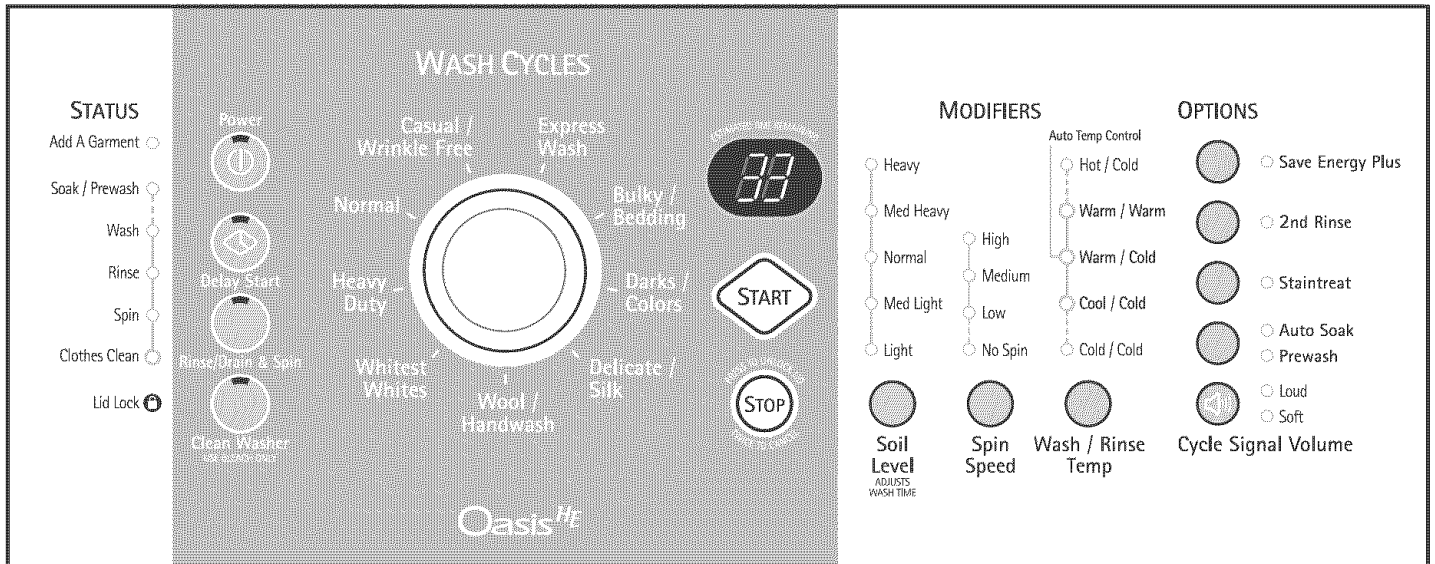 WASH CYCLES
STATUS
Add A Garment
Soak / Prewash
Wash
Rinse
Spin
Clothes Clean
Lid Lock
Power
Delay Start
Rinse/Drain & Spin
Clean Washer
Casual /
Wrinkle Free
Express
Wash
Normal
Bulky /
Bedding
Heavy
Duty
Darks /
Colors
Whitest
Whites
Delicate /
Silk
Wool /
Handwash
33
START
STOP
Oasis HE
MODIFIERS
Auto Temp Control
Heavy
Med Heavy
Normal
Med Light
Light
Soil
Level
ADJUSTS
WASH TIME
High
Medium
Low
No Spin
Spin
Speed
Hot / Cold
Warm / Warm
Warm / Cold
Cool / Cold
Cold / Cold
Wash / Rinse
Temp
OPTIONS
Save Energy Plus
2nd Rinse
Staintreat
Auto Soak
Prewash
Loud
Soft
Cycle Signal Volume